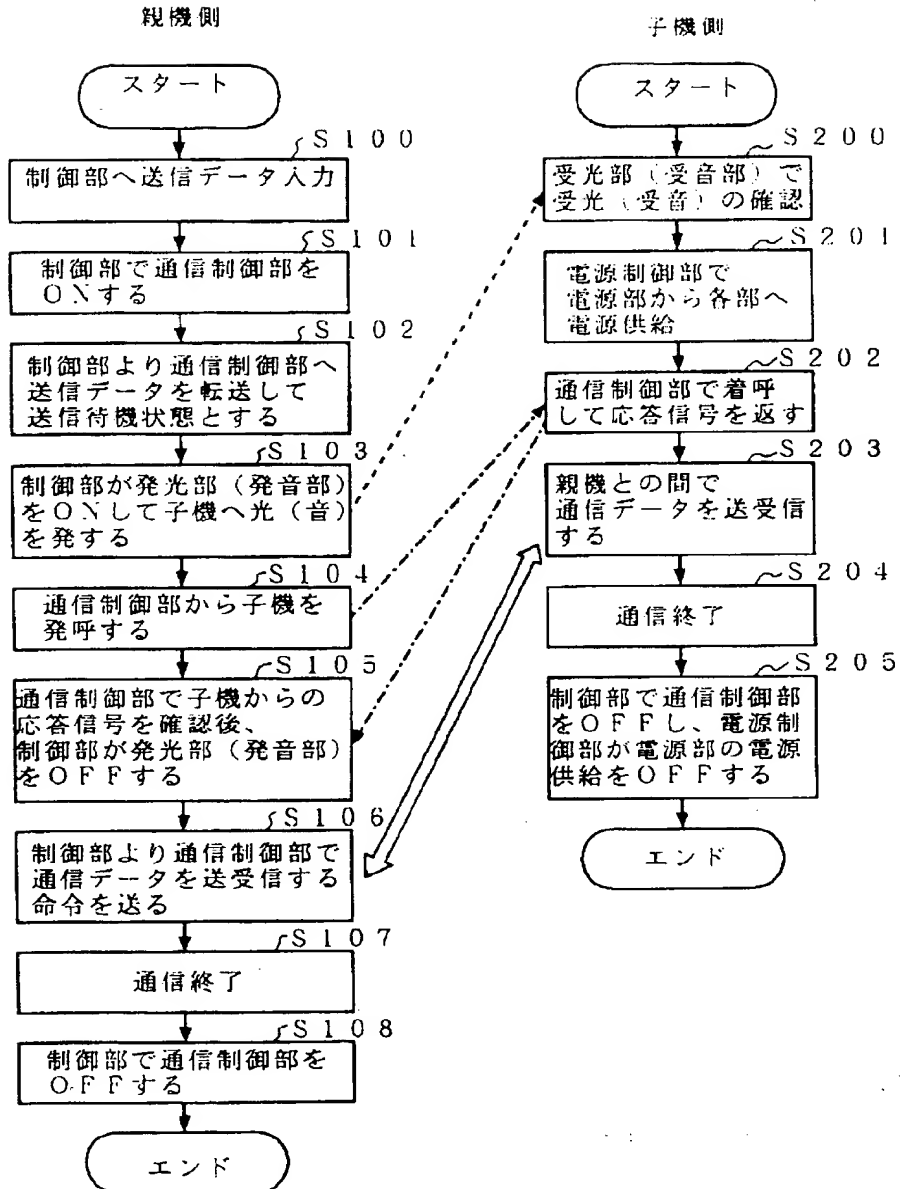 親機側
スタート
S100
制御部へ送信データ入力
S101
制御部で通信制御部を
ONする
S102
制御部より通信制御部へ
送信データを転送して
送信待機状態とする
S103
制御部が発光部(発音部)
をONして子機へ光(音)
を発する
S104
通信制御部から子機を
発呼する
S105
通信制御部で子機からの
応答信号を確認後、
制御部が発光部(発音部)
をOFFする
S106
制御部より通信制御部で
通信データを送受信する
命令を送る
S107
通信終了
S108
制御部で通信制御部を
OFFする
エンド
子機側
スタート
S200
受光部(受音部)で
受光(受音)の確認
S201
電源制御部で
電源部から各部へ
電源供給
S202
通信制御部で着呼
して応答信号を返す
S203
親機との間で
通信データを送受信
する
S204
通信終了
S205
制御部で通信制御部
をOFFし、電源制
御部が電源部の電源
供給をOFFする
エンド